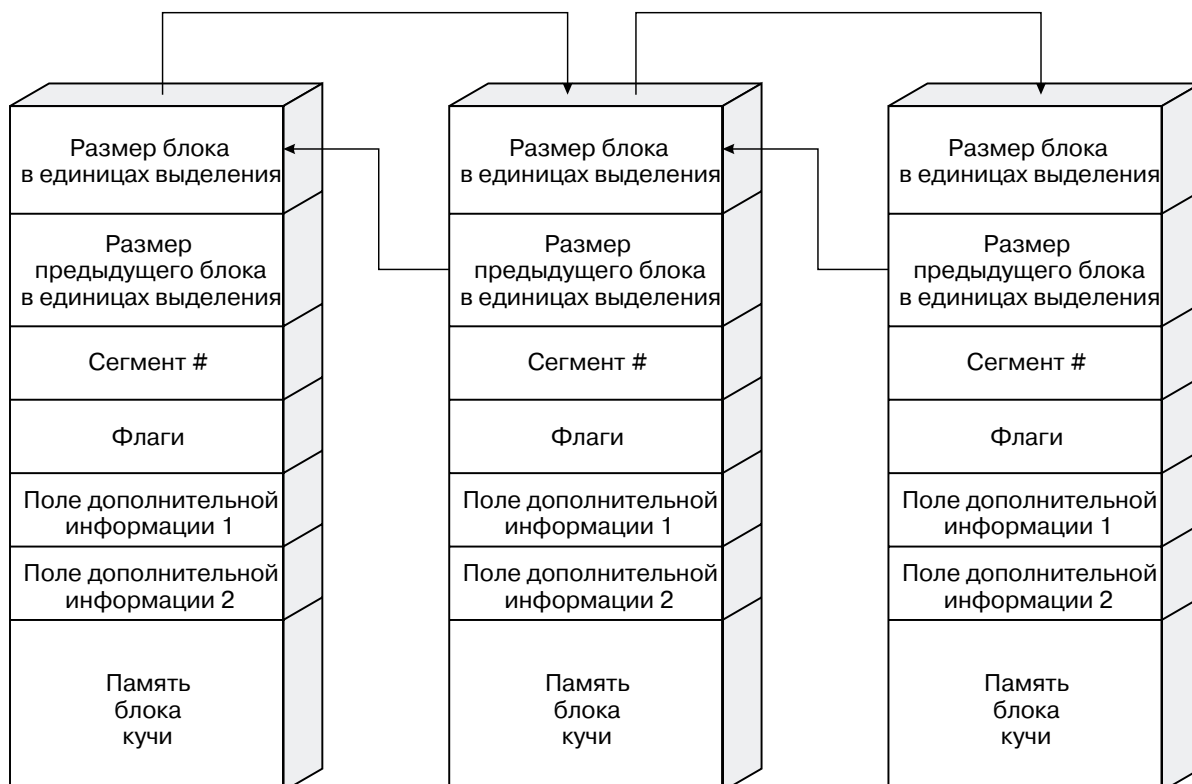 Размер блока
в единицах выделения
Размер
предыдущего блока
в единицах выделения
Сегмент #
Флаги
Поле дополнительной
информации 1
Поле дополнительной
информации 2
Память
блока
кучи
Размер блока
в единицах выделения
Размер
предыдущего блока
в единицах выделения
Сегмент #
Флаги
Поле дополнительной
информации 1
Поле дополнительной
информации 2
Память
блока
кучи
Размер блока
в единицах выделения
Размер
предыдущего блока
в единицах выделения
Сегмент #
Флаги
Поле дополнительной
информации 1
Поле дополнительной
информации 2
Память
блока
кучи